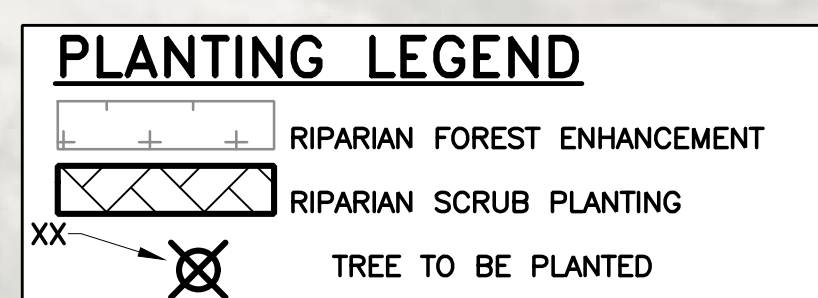 PLANTING LEGEND
RIPARIAN FOREST ENHANCEMENT
RIPARIAN SCRUB PLANTING
XX
TREE TO BE PLANTED